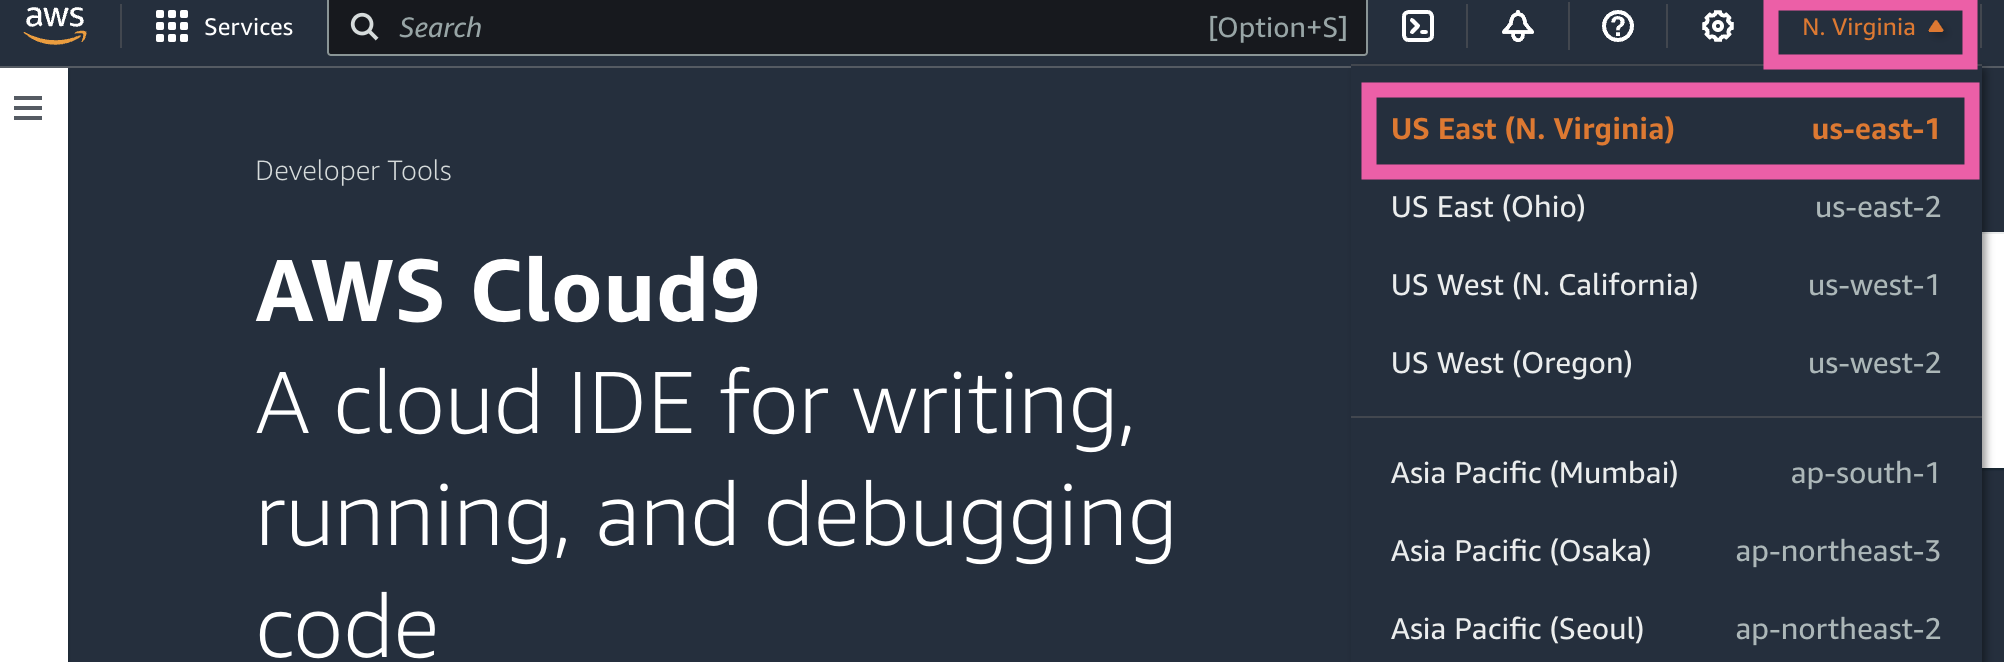 aws
Services
Search [Option+S]
N. Virginia
US East (N. Virginia) us-east-1
Developer Tools
US East (Ohio) us-east-2
AWS Cloud9
US West (N. California) us-west-1
A cloud IDE for writing,
running, and debugging
code
US West (Oregon) us-west-2
Asia Pacific (Mumbai) ap-south-1
Asia Pacific (Osaka) ap-northeast-3
Asia Pacific (Seoul) ap-northeast-2